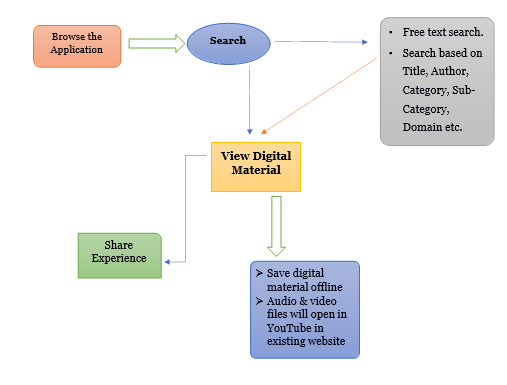 Browse the
Application
Search
• Free text search.
• Search based on
Title, Author,
Category, Sub-
Category,
Domain etc.
View Digital
Material
Share
Experience
➢ Save digital
material offline
➢ Audio & video
files will open in
YouTube in
existing website